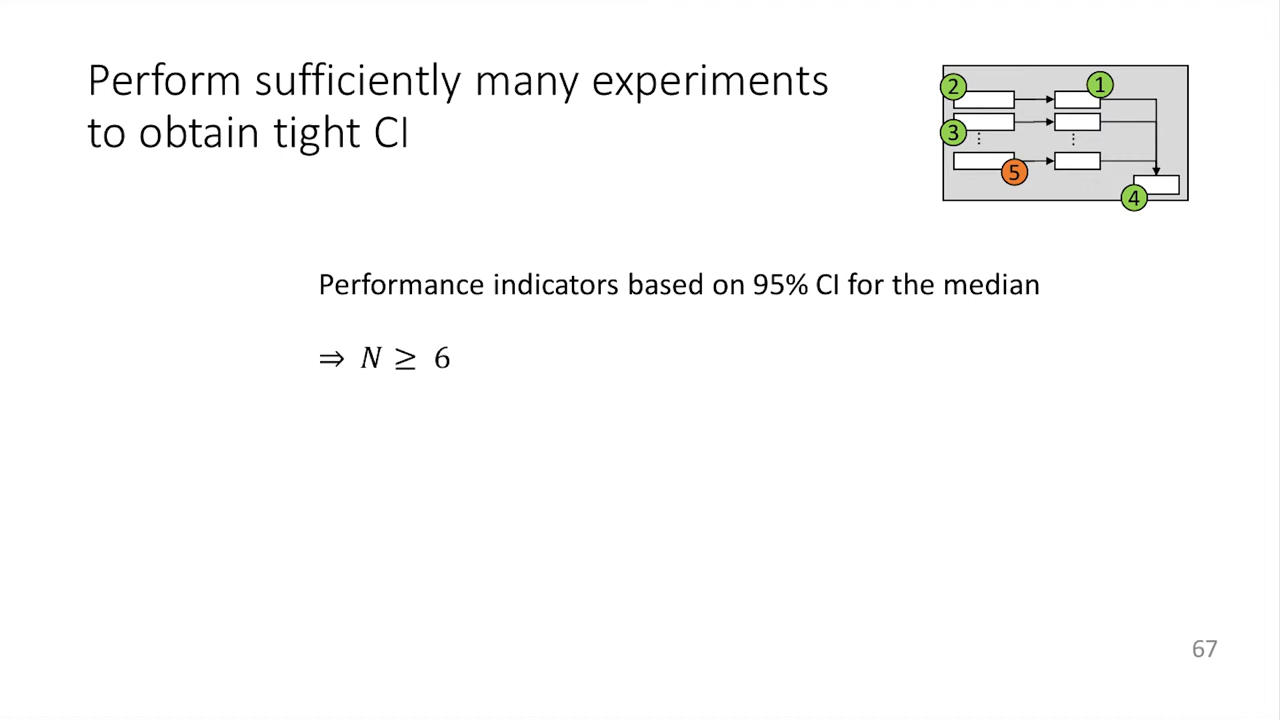 Perform sufficiently many experiments
to obtain tight CI
2
1
3
⋮
⋮
5
4
Performance indicators based on 95% CI for the median
⇒ N ≥ 6
67